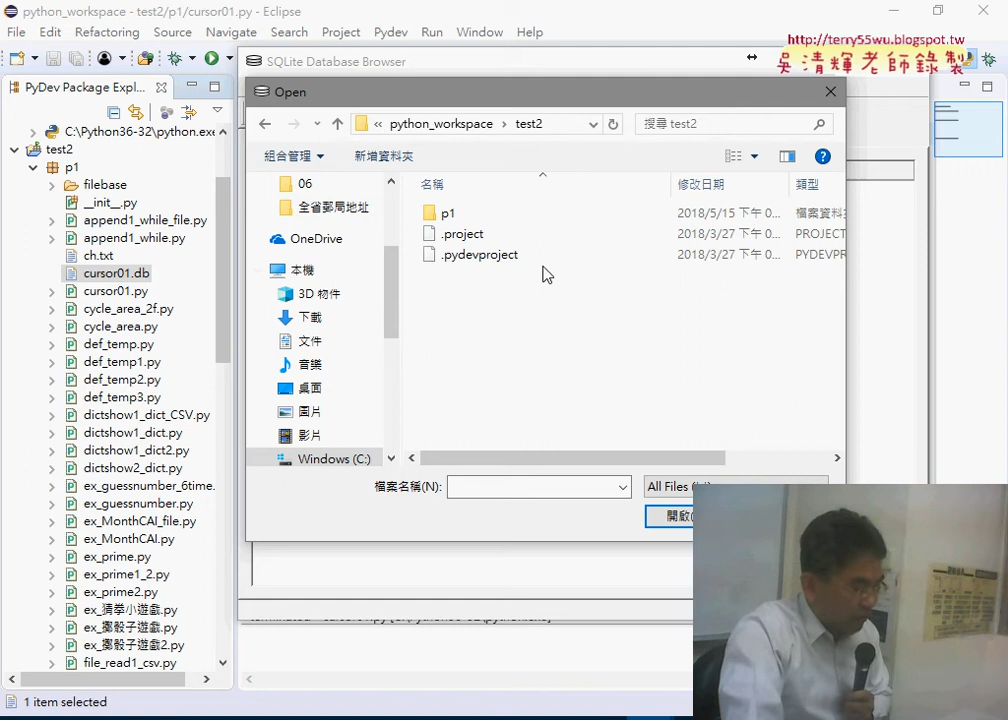 python_workspace - test2/p1/cursor01.py - Eclipse
File Edit Refactoring Source Navigate Search Project Pydev Run Window Help
http://terry55wu.blogspot.tw
吳清輝老師錄製
SQLite Database Browser
PyDev Package Expl...
C:\Python36-32\python.exe
test2
p1
filebase
__init__.py
append1_while_file.py
append1_while.py
ch.txt
cursor01.db
cursor01.py
cycle_area_2f.py
cycle_area.py
def_temp.py
def_temp1.py
def_temp2.py
def_temp3.py
dictshow1_dict_CSV.py
dictshow1_dict.py
dictshow1_dict2.py
dictshow2_dict.py
ex_guessnumber_6time.
ex_guessnumber.py
ex_MonthCAI_file.py
ex_MonthCAI.py
ex_prime.py
ex_prime1_2.py
ex_prime2.py
ex_猜拳小遊戲.py
ex_擲骰子遊戲.py
ex_擲骰子遊戲2.py
file_read1_csv.py
1 item selected
Open
« python_workspace › test2
搜尋 test2
組合管理 新增資料夾
06
全省郵局地址
OneDrive
本機
3D 物件
下載
文件
音樂
桌面
圖片
影片
Windows (C:)
名稱 修改日期 類型
p1 2018/5/15 下午 0... 檔案資料
.project 2018/3/27 下午 0... PROJECT
.pydevproject 2018/3/27 下午 0... PYDEVPR
檔案名稱(N):
All Files
開啟